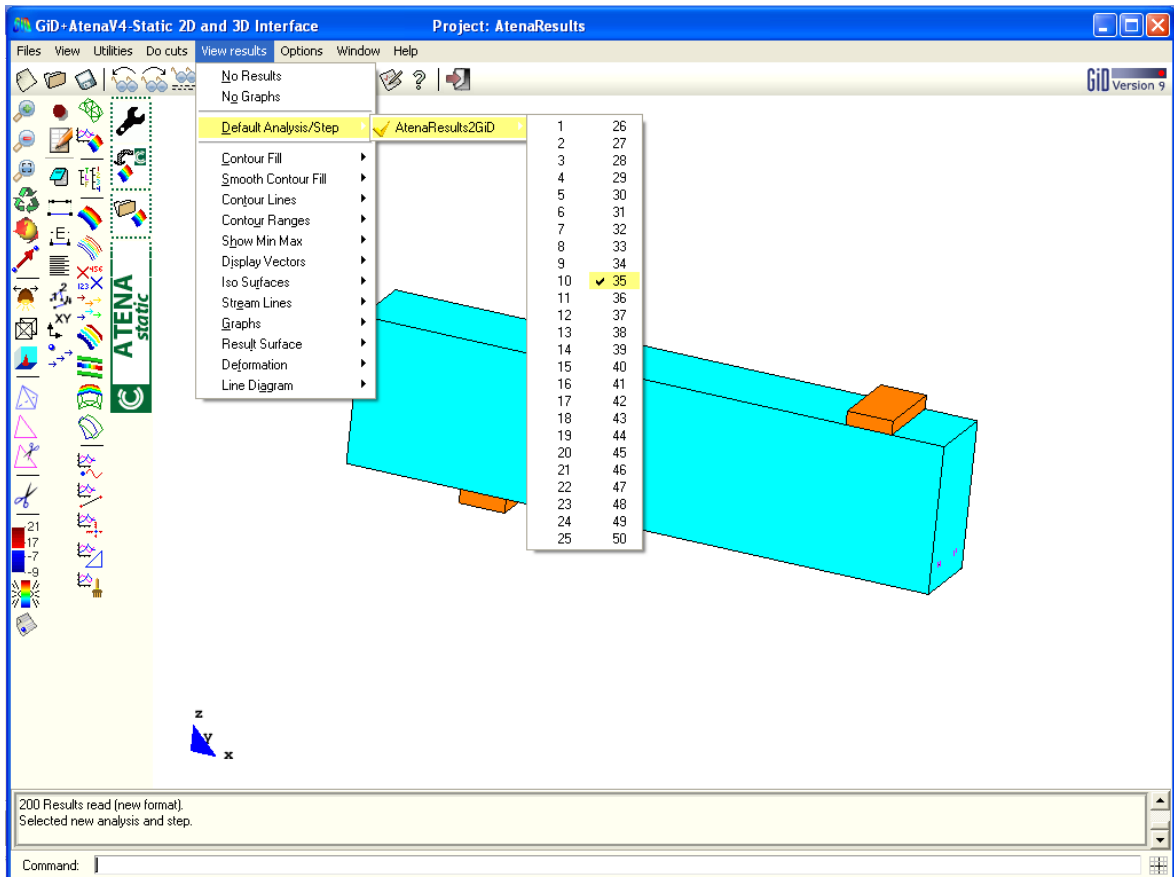 GiD+AtenaV4-Static 2D and 3D Interface Project: AtenaResults
Files View Utilities Do cuts View results Options Window Help
GiD Version 9
No Results
No Graphs
Default Analysis/Step
Contour Fill
Smooth Contour Fill
Contour Lines
Contour Ranges
Show Min Max
Display Vectors
Iso Surfaces
Stream Lines
Graphs
Result Surface
Deformation
Line Diagram
AtenaResults2GiD
1 26
2 27
3 28
4 29
5 30
6 31
7 32
8 33
9 34
10 35
11 36
12 37
13 38
14 39
15 40
16 41
17 42
18 43
19 44
20 45
21 46
22 47
23 48
24 49
25 50
:E:
456
123
2
1
XY
ATENA
static
21
17
-7
-9
z
y
x
200 Results read (new format).
Selected new analysis and step.
Command: